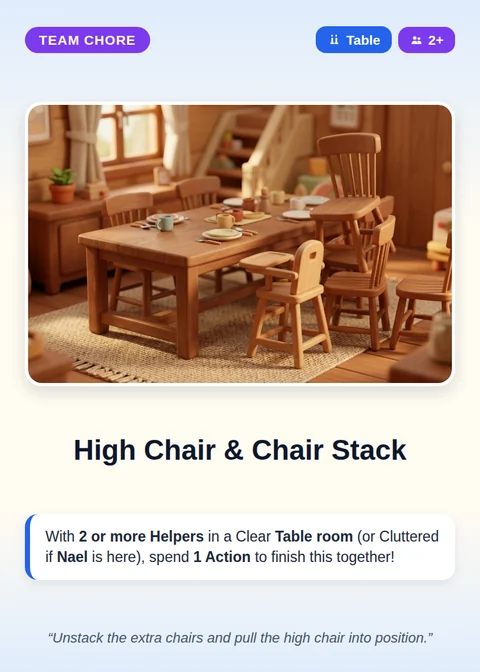 TEAM CHORE
Table
2+
High Chair & Chair Stack
With 2 or more Helpers in a Clear Table room (or Cluttered
if Nael is here), spend 1 Action to finish this together!
“Unstack the extra chairs and pull the high chair into position.”